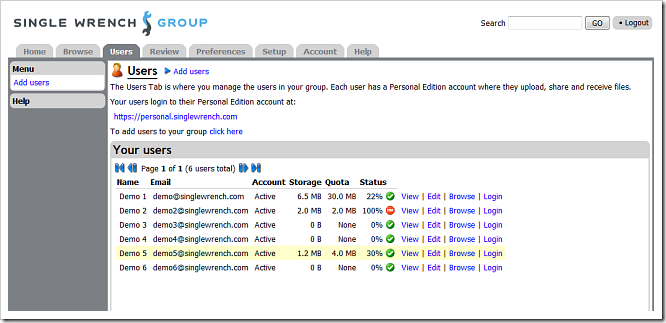 SINGLE WRENCH GROUP
Search GO • Logout
Home Browse Users Review Preferences Setup Account Help
Menu
Add users
Help
Users Add users
The Users Tab is where you manage the users in your group. Each user has a Personal Edition account where they upload, share and receive files.
Your users login to their Personal Edition account at:
https://personal.singlewrench.com
To add users to your group click here
Your users
Page 1 of 1 (6 users total)
Name Email Account Storage Quota Status
Demo 1 demo@singlewrench.com Active 6.5 MB 30.0 MB 22% View | Edit | Browse | Login
Demo 2 demo2@singlewrench.com Active 2.0 MB 2.0 MB 100% View | Edit | Browse | Login
Demo 3 demo3@singlewrench.com Active 0 B None 0% View | Edit | Browse | Login
Demo 4 demo4@singlewrench.com Active 0 B None 0% View | Edit | Browse | Login
Demo 5 demo5@singlewrench.com Active 1.2 MB 4.0 MB 30% View | Edit | Browse | Login
Demo 6 demo6@singlewrench.com Active 0 B None 0% View | Edit | Browse | Login